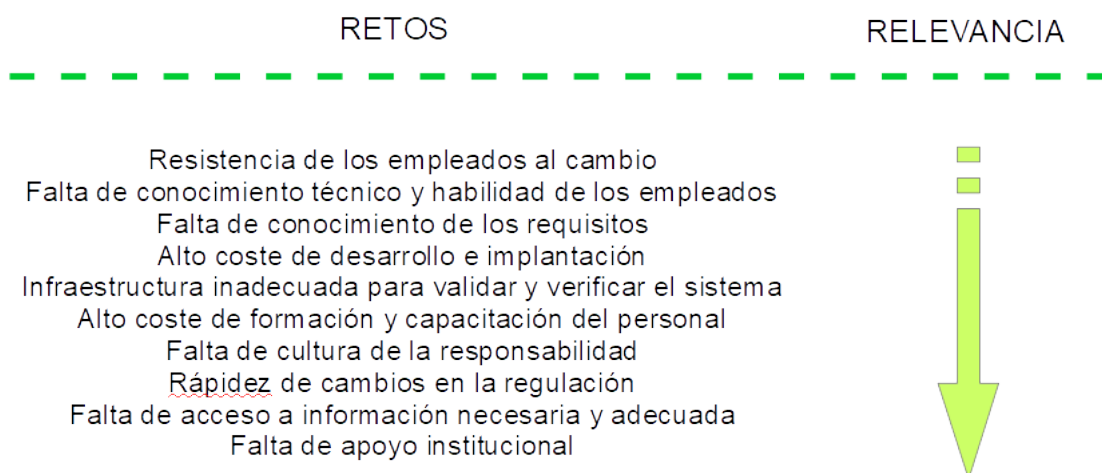 RETOS
RELEVANCIA
Resistencia de los empleados al cambio
Falta de conocimiento técnico y habilidad de los empleados
Falta de conocimiento de los requisitos
Alto coste de desarrollo e implantación
Infraestructura inadecuada para validar y verificar el sistema
Alto coste de formación y capacitación del personal
Falta de cultura de la responsabilidad
Rápidez de cambios en la regulación
Falta de acceso a información necesaria y adecuada
Falta de apoyo institucional